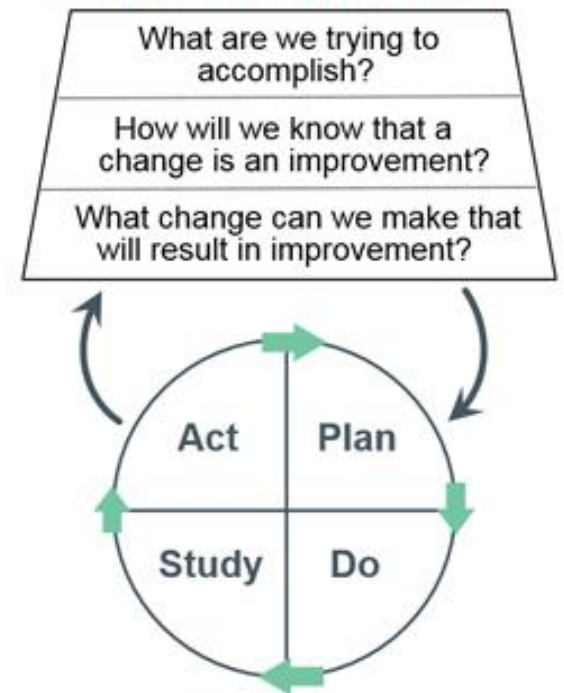 What are we trying to
accomplish?
How will we know that a
change is an improvement?
What change can we make that
will result in improvement?
Act
Plan
Study
Do